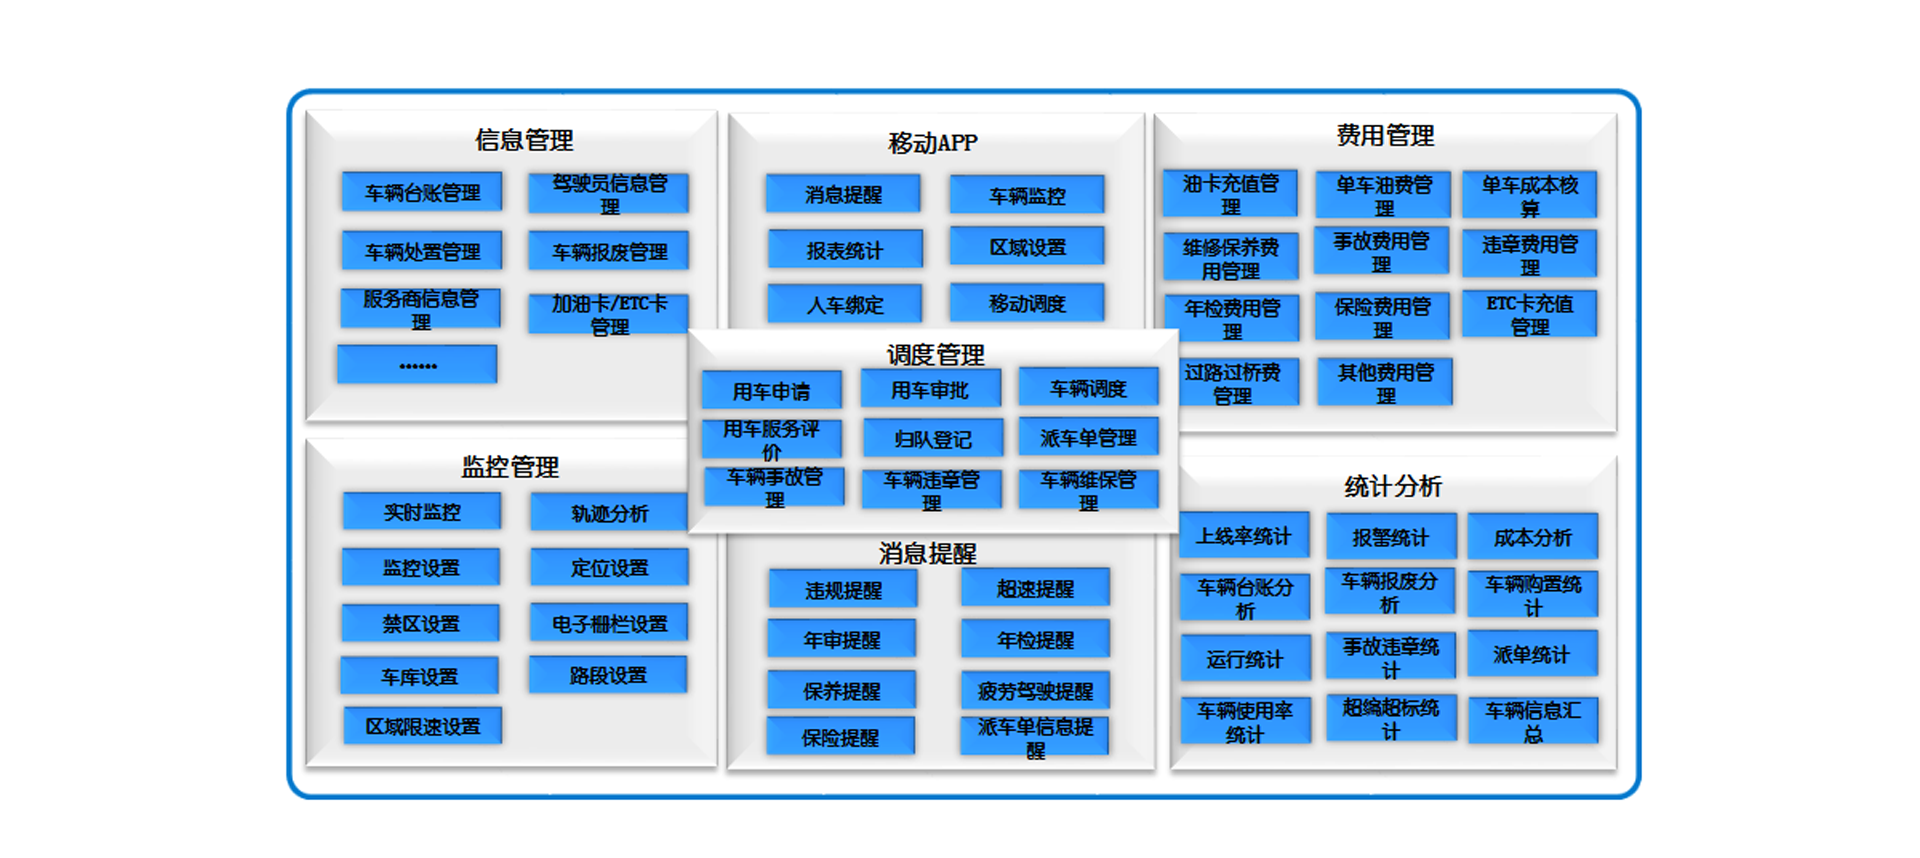 信息管理
车辆台账管理
驾驶员信息管
理
车辆处置管理
车辆报废管理
服务商信息管
理
加油卡/ETC卡
管理
……
移动APP
消息提醒
车辆监控
报表统计
区域设置
人车绑定
移动调度
费用管理
油卡充值管
理
单车油费管
理
单车成本核
算
维修保养费
用管理
事故费用管
理
违章费用管
理
年检费用管
理
保险费用管
理
ETC卡充值
管理
过路过桥费
管理
其他费用管
理
调度管理
用车申请
用车审批
车辆调度
用车服务评
价
归队登记
派车单管理
车辆事故管
理
车辆违章管
理
车辆维保管
理
监控管理
实时监控
轨迹分析
监控设置
定位设置
禁区设置
电子栅栏设置
车库设置
路段设置
区域限速设置
消息提醒
违规提醒
超速提醒
年审提醒
年检提醒
保养提醒
疲劳驾驶提醒
保险提醒
派车单信息提
醒
统计分析
上线率统计
报警统计
成本分析
车辆台账分
析
车辆报废分
析
车辆购置统
计
运行统计
事故违章统
计
派单统计
车辆使用率
统计
超编超标统
计
车辆信息汇
总